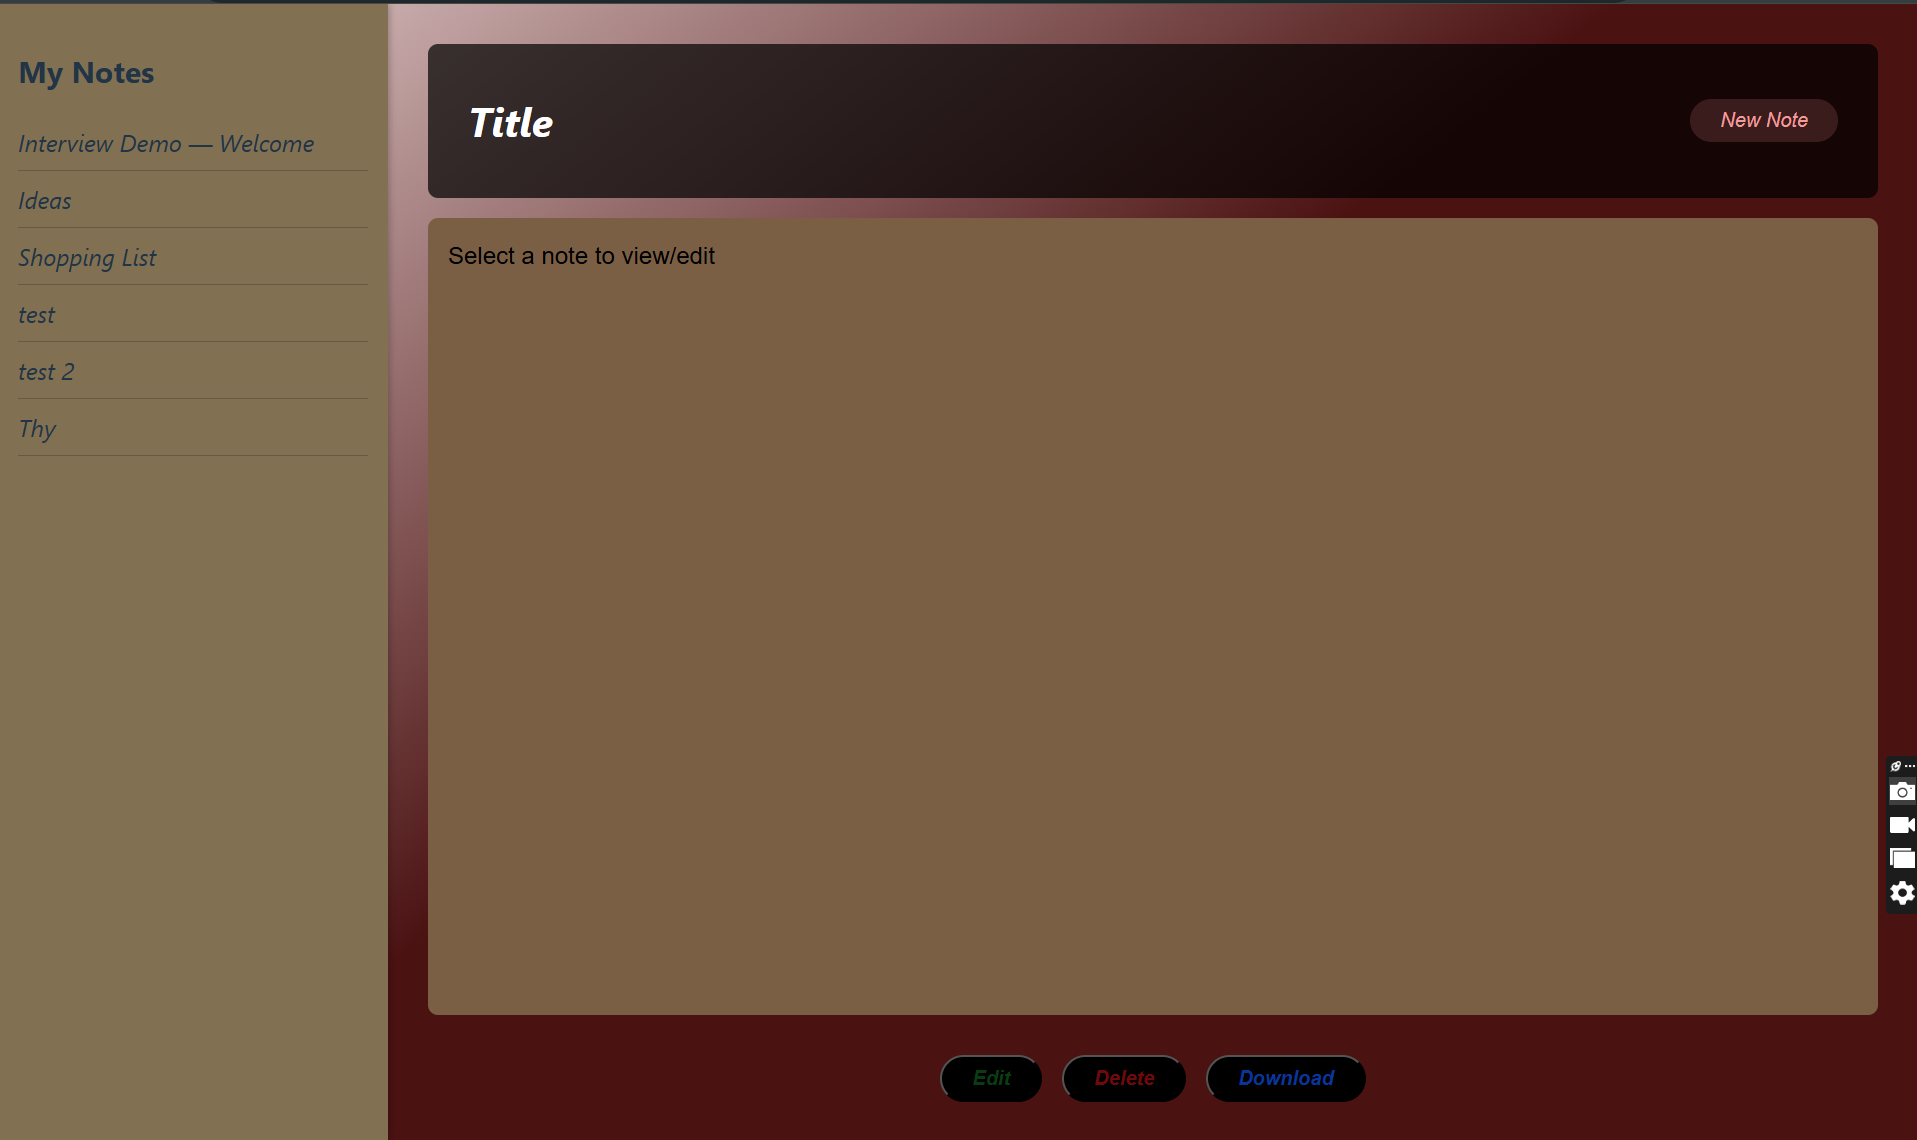 My Notes
Interview Demo — Welcome
Ideas
Shopping List
test
test 2
Thy
Title
New Note
Select a note to view/edit
Edit
Delete
Download